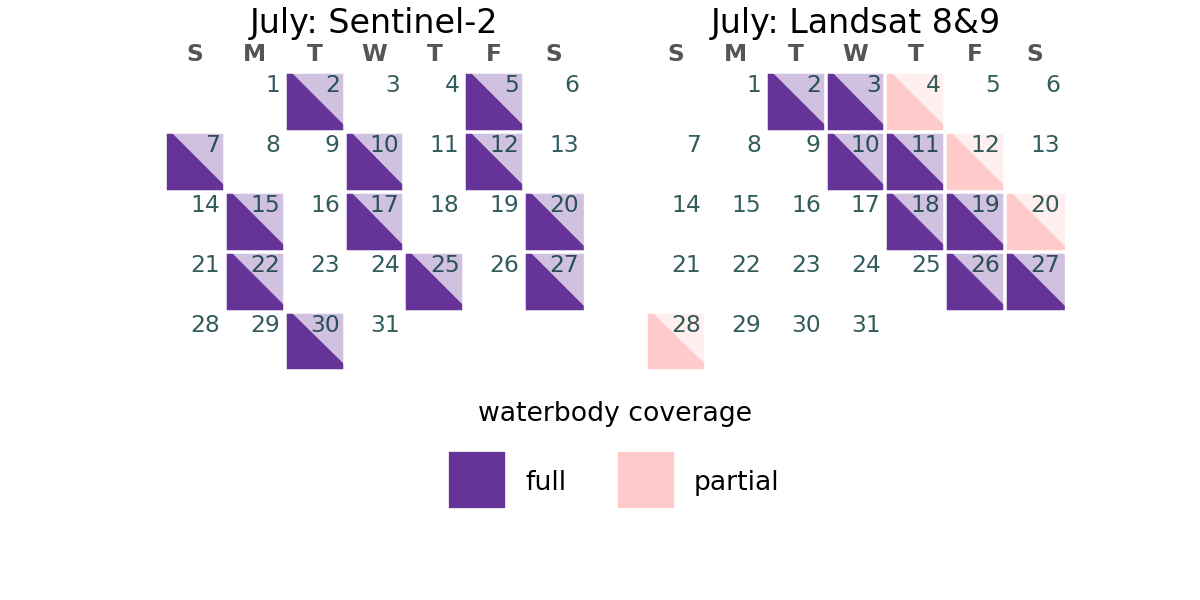 July: Sentinel-2
S M T W T F S
1 2 3 4 5 6
7 8 9 10 11 12 13
14 15 16 17 18 19 20
21 22 23 24 25 26 27
28 29 30 31
July: Landsat 8&9
S M T W T F S
1 2 3 4 5 6
7 8 9 10 11 12 13
14 15 16 17 18 19 20
21 22 23 24 25 26 27
28 29 30 31
waterbody coverage
full
partial